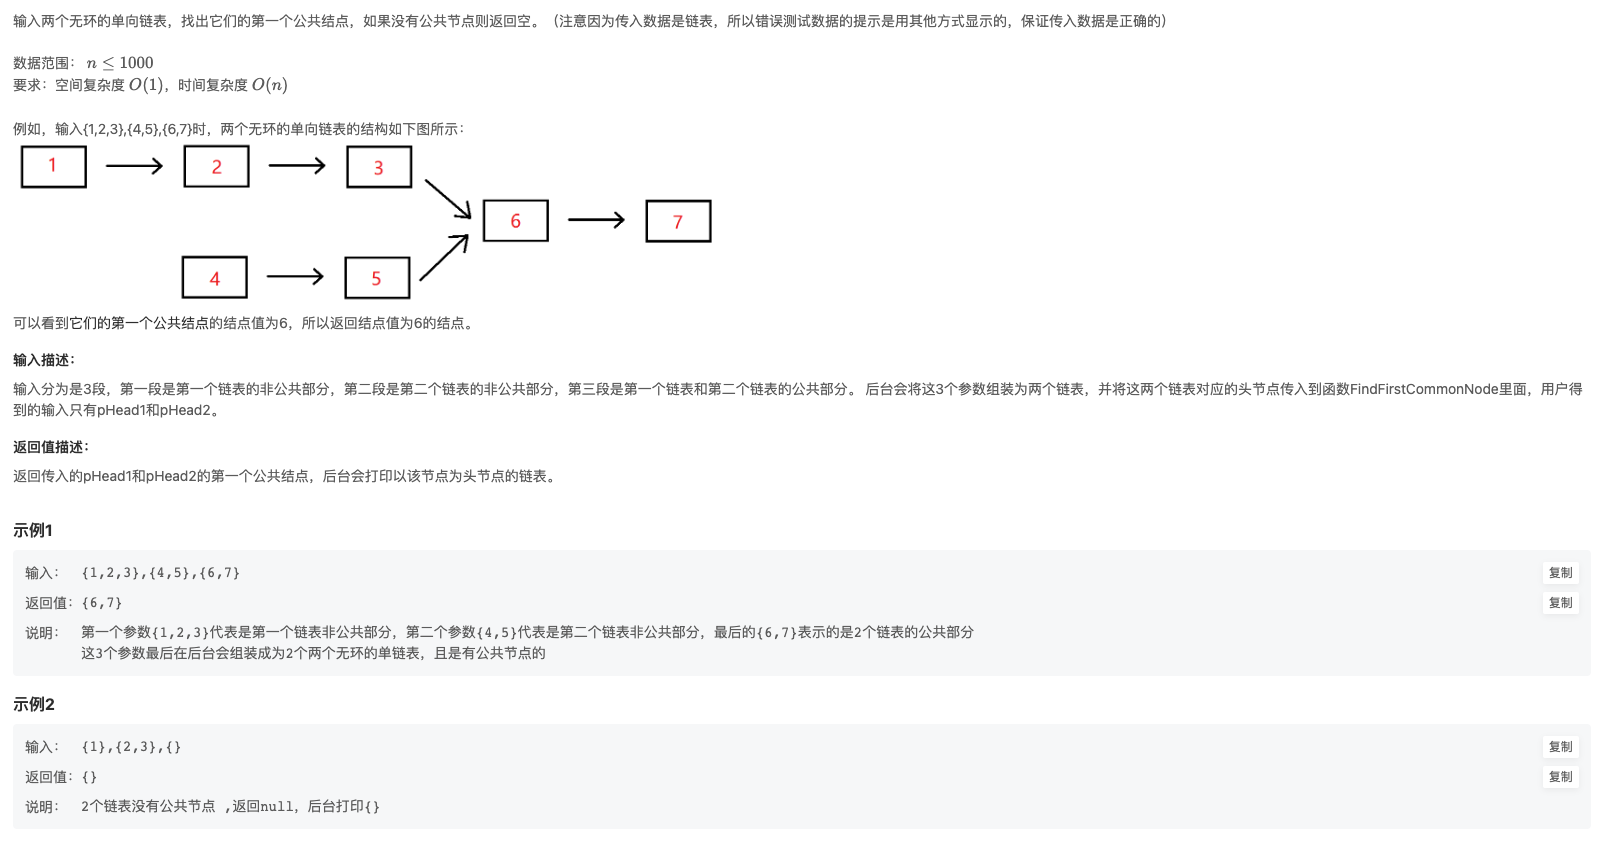 输入两个无环的单向链表，找出它们的第一个公共结点，如果没有公共节点则返回空。（注意因为传入数据是链表，所以错误测试数据的提示是用其他方式显示的，保证传入数据是正确的）
数据范围： n ≤ 1000
要求：空间复杂度 O(1)，时间复杂度 O(n)
例如，输入{1,2,3},{4,5},{6,7}时，两个无环的单向链表的结构如下图所示：
1 2 3
6 7
4 5
可以看到它们的第一个公共结点的结点值为6，所以返回结点值为6的结点。
输入描述：
输入分为是3段，第一段是第一个链表的非公共部分，第二段是第二个链表的非公共部分，第三段是第一个链表和第二个链表的公共部分。 后台会将这3个参数组装为两个链表，并将这两个链表对应的头节点传入到函数FindFirstCommonNode里面，用户得
到的输入只有pHead1和pHead2。
返回值描述：
返回传入的pHead1和pHead2的第一个公共结点，后台会打印以该节点为头节点的链表。
示例1
输入： {1,2,3},{4,5},{6,7} 复制
返回值：{6,7} 复制
说明： 第一个参数{1,2,3}代表是第一个链表非公共部分，第二个参数{4,5}代表是第二个链表非公共部分，最后的{6,7}表示的是2个链表的公共部分
这3个参数最后在后台会组装成为2个两个无环的单链表，且是有公共节点的
示例2
输入： {1},{2,3},{} 复制
返回值：{} 复制
说明： 2个链表没有公共节点 ,返回null，后台打印{}